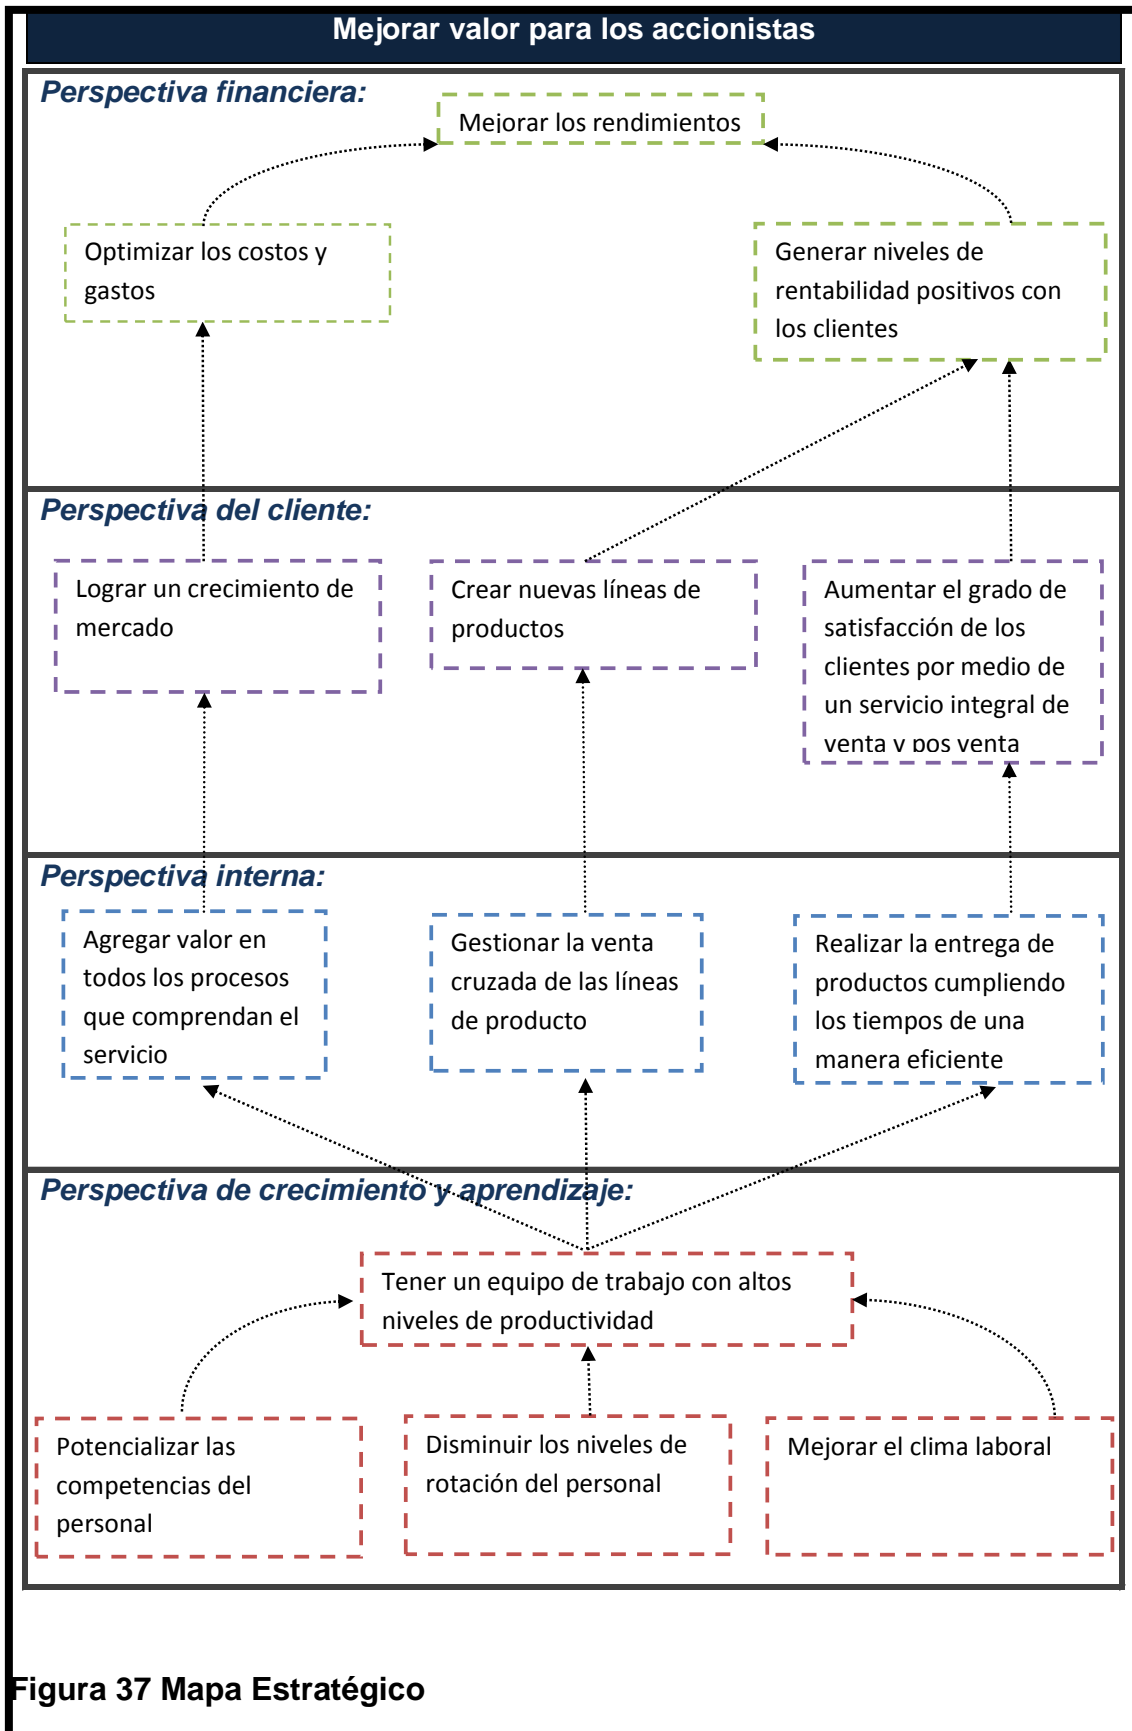 Mejorar valor para los accionistas
Perspectiva financiera:
Mejorar los rendimientos
Optimizar los costos y
gastos
Generar niveles de
rentabilidad positivos con
los clientes
Perspectiva del cliente:
Lograr un crecimiento de
mercado
Crear nuevas líneas de
productos
Aumentar el grado de
satisfacción de los
clientes por medio de
un servicio integral de
venta y pos venta
Perspectiva interna:
Agregar valor en
todos los procesos
que comprendan el
servicio
Gestionar la venta
cruzada de las líneas
de producto
Realizar la entrega de
productos cumpliendo
los tiempos de una
manera eficiente
Perspectiva de crecimiento y aprendizaje:
Tener un equipo de trabajo con altos
niveles de productividad
Potencializar las
competencias del
personal
Disminuir los niveles de
rotación del personal
Mejorar el clima laboral
Figura 37 Mapa Estratégico